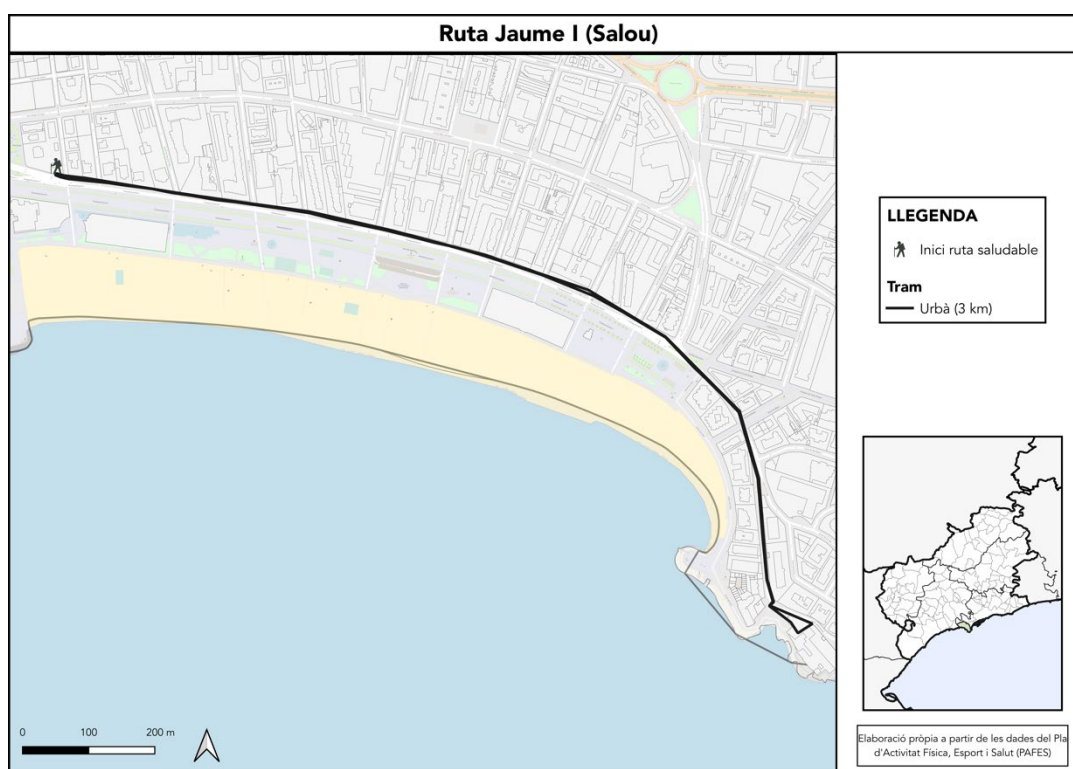 Ruta Jaume I (Salou)
LLEGENDA
Inici ruta saludable
Tram
Urbà (3 km)
0 100 200 m
Elaboració pròpia a partir de les dades del Pla
d'Activitat Física, Esport i Salut (PAFES)